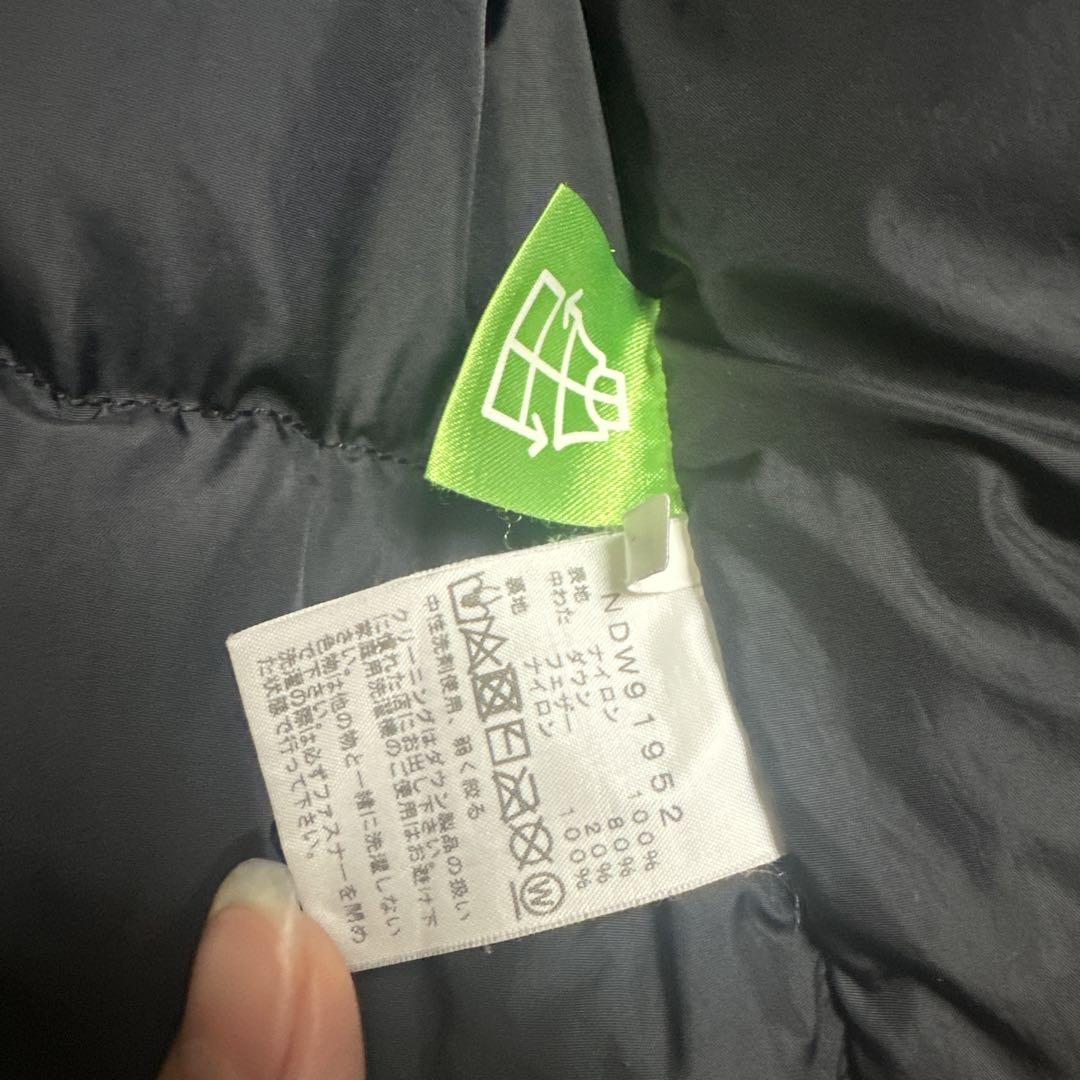 NDW91952
表地 ナイロン 100%
中わた ダウン 80%
フェザー 20%
裏地 ナイロン 100%
W
中性洗剤使用、弱く絞る
クリーニングはダウン製品の扱い
に慣れた店にお出し下さい。
家庭用洗濯機のご使用はお避け下
さい。
色物は他の物と一緒に洗濯しない
で下さい。
洗濯の際は必ずファスナーを閉め
た状態で行って下さい。